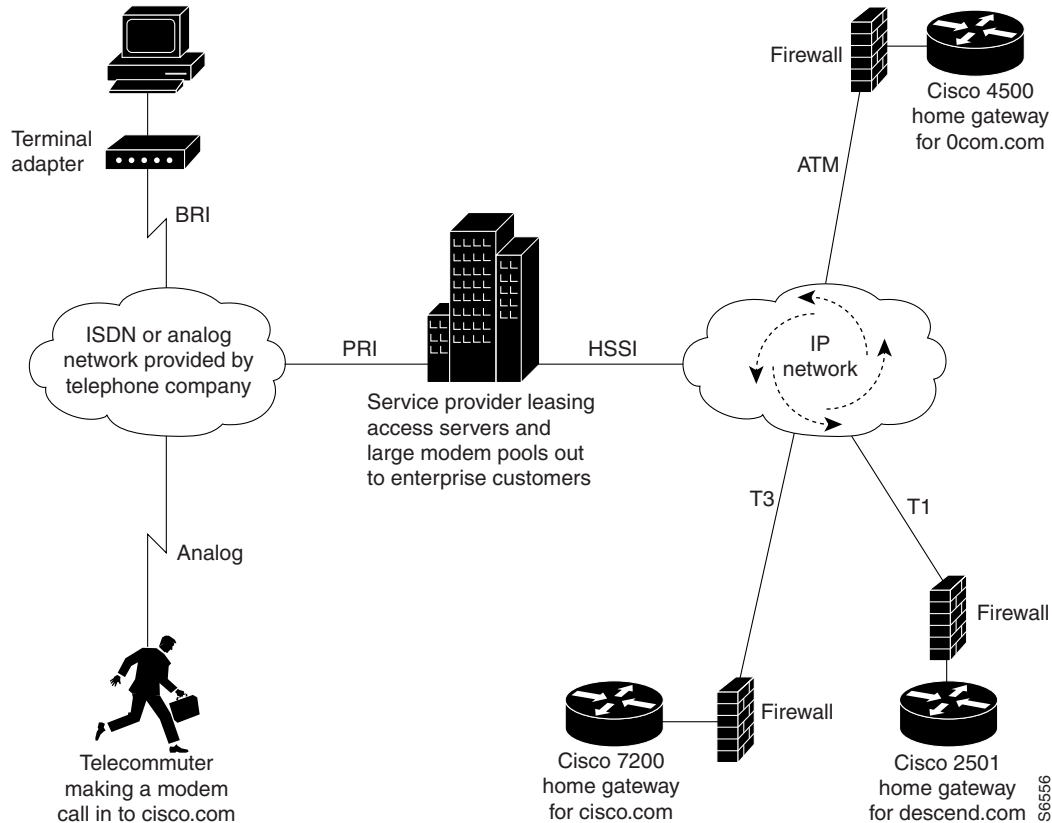 Firewall
Cisco 4500
home gateway
for 0com.com
Terminal
adapter
ATM
BRI
ISDN or analog
network provided by
telephone company
PRI
HSSI
IP
network
Service provider leasing
access servers and
large modem pools out
to enterprise customers
T3
T1
Analog
Firewall
Firewall
Telecommuter
making a modem
call in to cisco.com
Cisco 7200
home gateway
for cisco.com
Cisco 2501
home gateway
for descend.com
S6556